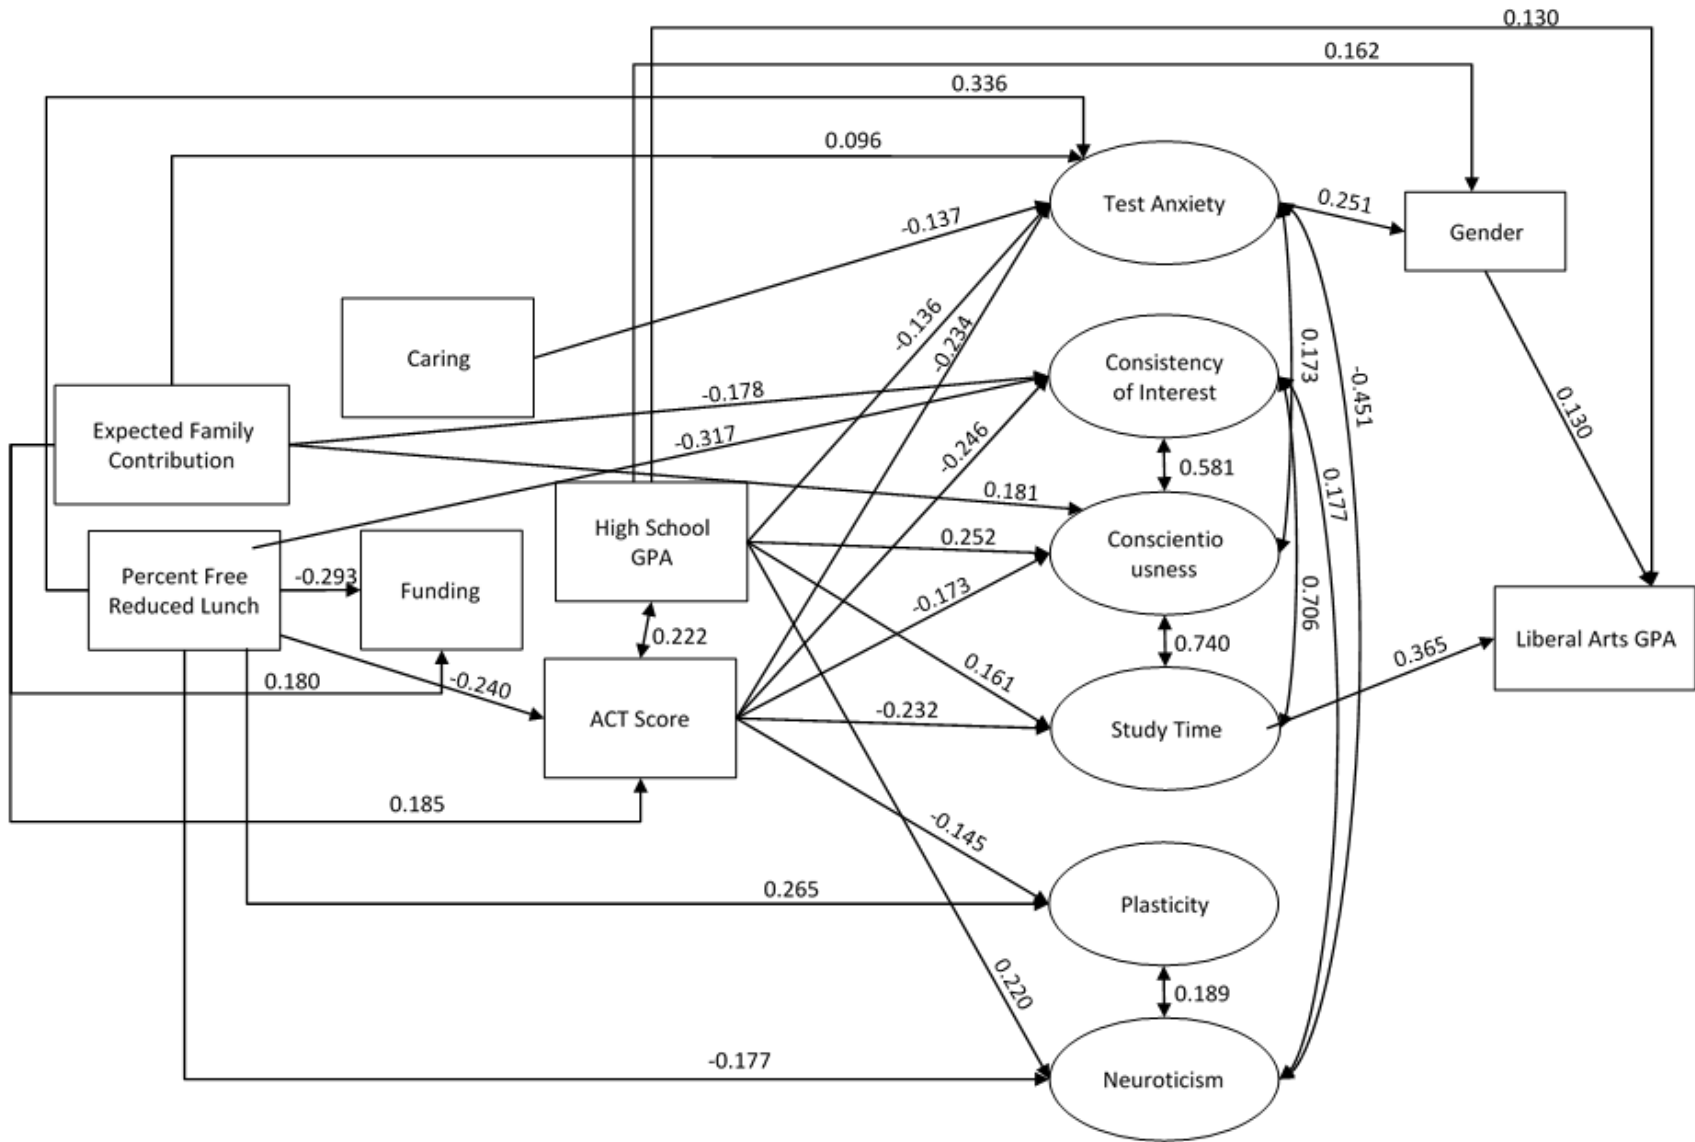 0.130
0.162
0.336
0.096
Test Anxiety
0.251
Gender
-0.137
-0.136
-0.234
Caring
Consistency
of Interest
0.173
-0.451
0.130
-0.178
Expected Family
Contribution
-0.317
-0.246
0.581
0.177
0.181
High School
GPA
0.252
Conscientio
usness
Percent Free
Reduced Lunch
-0.293
Funding
-0.173
0.706
0.222
0.740
Liberal Arts GPA
0.365
0.180
-0.240
0.161
ACT Score
-0.232
Study Time
0.185
-0.145
0.265
Plasticity
0.220
0.189
-0.177
Neuroticism